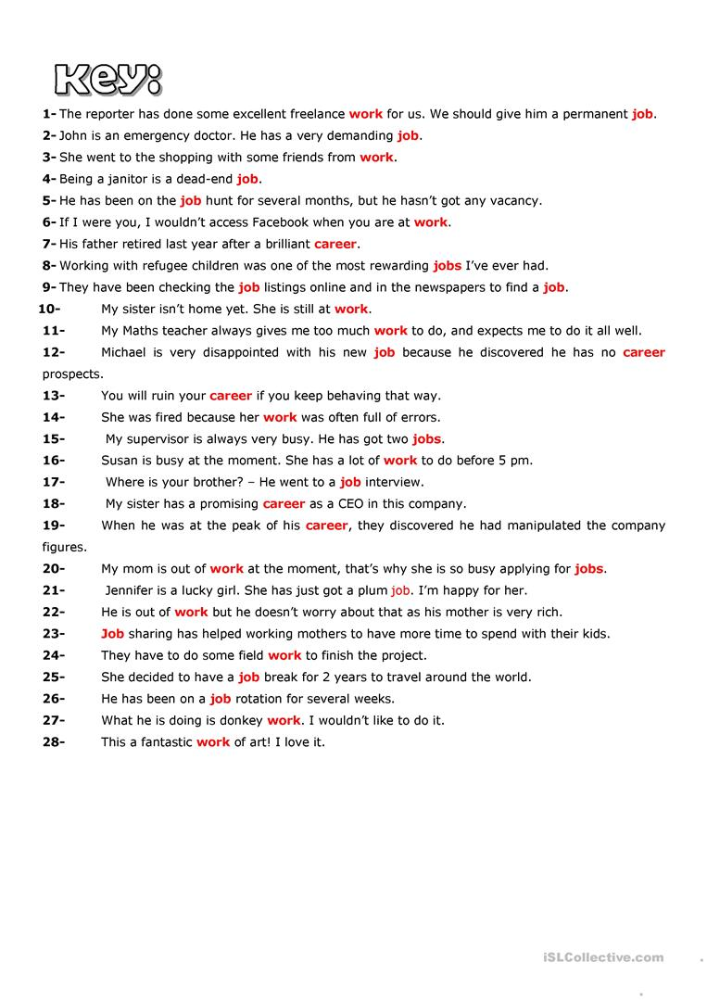 Key:
1- The reporter has done some excellent freelance work for us. We should give him a permanent job.
2- John is an emergency doctor. He has a very demanding job.
3- She went to the shopping with some friends from work.
4- Being a janitor is a dead-end job.
5- He has been on the job hunt for several months, but he hasn’t got any vacancy.
6- If I were you, I wouldn’t access Facebook when you are at work.
7- His father retired last year after a brilliant career.
8- Working with refugee children was one of the most rewarding jobs I’ve ever had.
9- They have been checking the job listings online and in the newspapers to find a job.
10- My sister isn’t home yet. She is still at work.
11- My Maths teacher always gives me too much work to do, and expects me to do it all well.
12- Michael is very disappointed with his new job because he discovered he has no career
prospects.
13- You will ruin your career if you keep behaving that way.
14- She was fired because her work was often full of errors.
15- My supervisor is always very busy. He has got two jobs.
16- Susan is busy at the moment. She has a lot of work to do before 5 pm.
17- Where is your brother? – He went to a job interview.
18- My sister has a promising career as a CEO in this company.
19- When he was at the peak of his career, they discovered he had manipulated the company
figures.
20- My mom is out of work at the moment, that’s why she is so busy applying for jobs.
21- Jennifer is a lucky girl. She has just got a plum job. I’m happy for her.
22- He is out of work but he doesn’t worry about that as his mother is very rich.
23- Job sharing has helped working mothers to have more time to spend with their kids.
24- They have to do some field work to finish the project.
25- She decided to have a job break for 2 years to travel around the world.
26- He has been on a job rotation for several weeks.
27- What he is doing is donkey work. I wouldn’t like to do it.
28- This a fantastic work of art! I love it.
iSLCollective.com